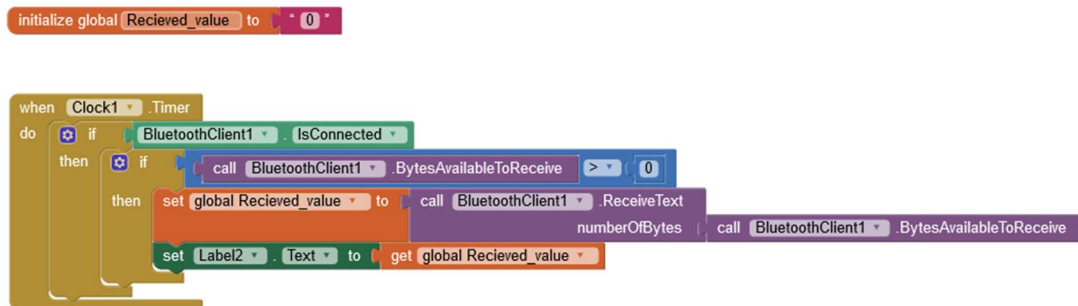 initialize global Recieved_value to " 0 "
when Clock1 .Timer
do if BluetoothClient1 . IsConnected
then if call BluetoothClient1 .BytesAvailableToReceive > 0
then set global Recieved_value to call BluetoothClient1 .ReceiveText
numberOfBytes call BluetoothClient1 .BytesAvailableToReceive
set Label2 . Text to get global Recieved_value